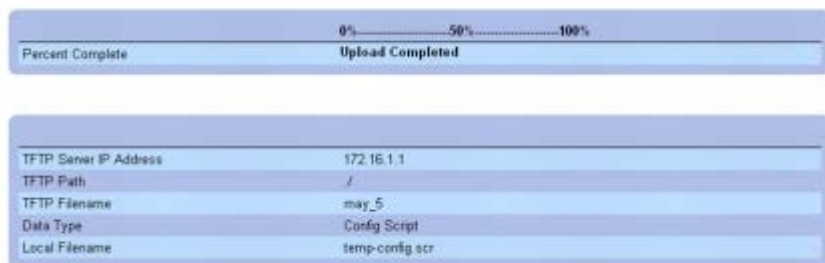 0%----------------------50%--------------------100%
Percent Complete Upload Completed
TFTP Server IP Address 172.16.1.1
TFTP Path ./
TFTP Filename may_5
Data Type Config Script
Local Filename temp-config.scr